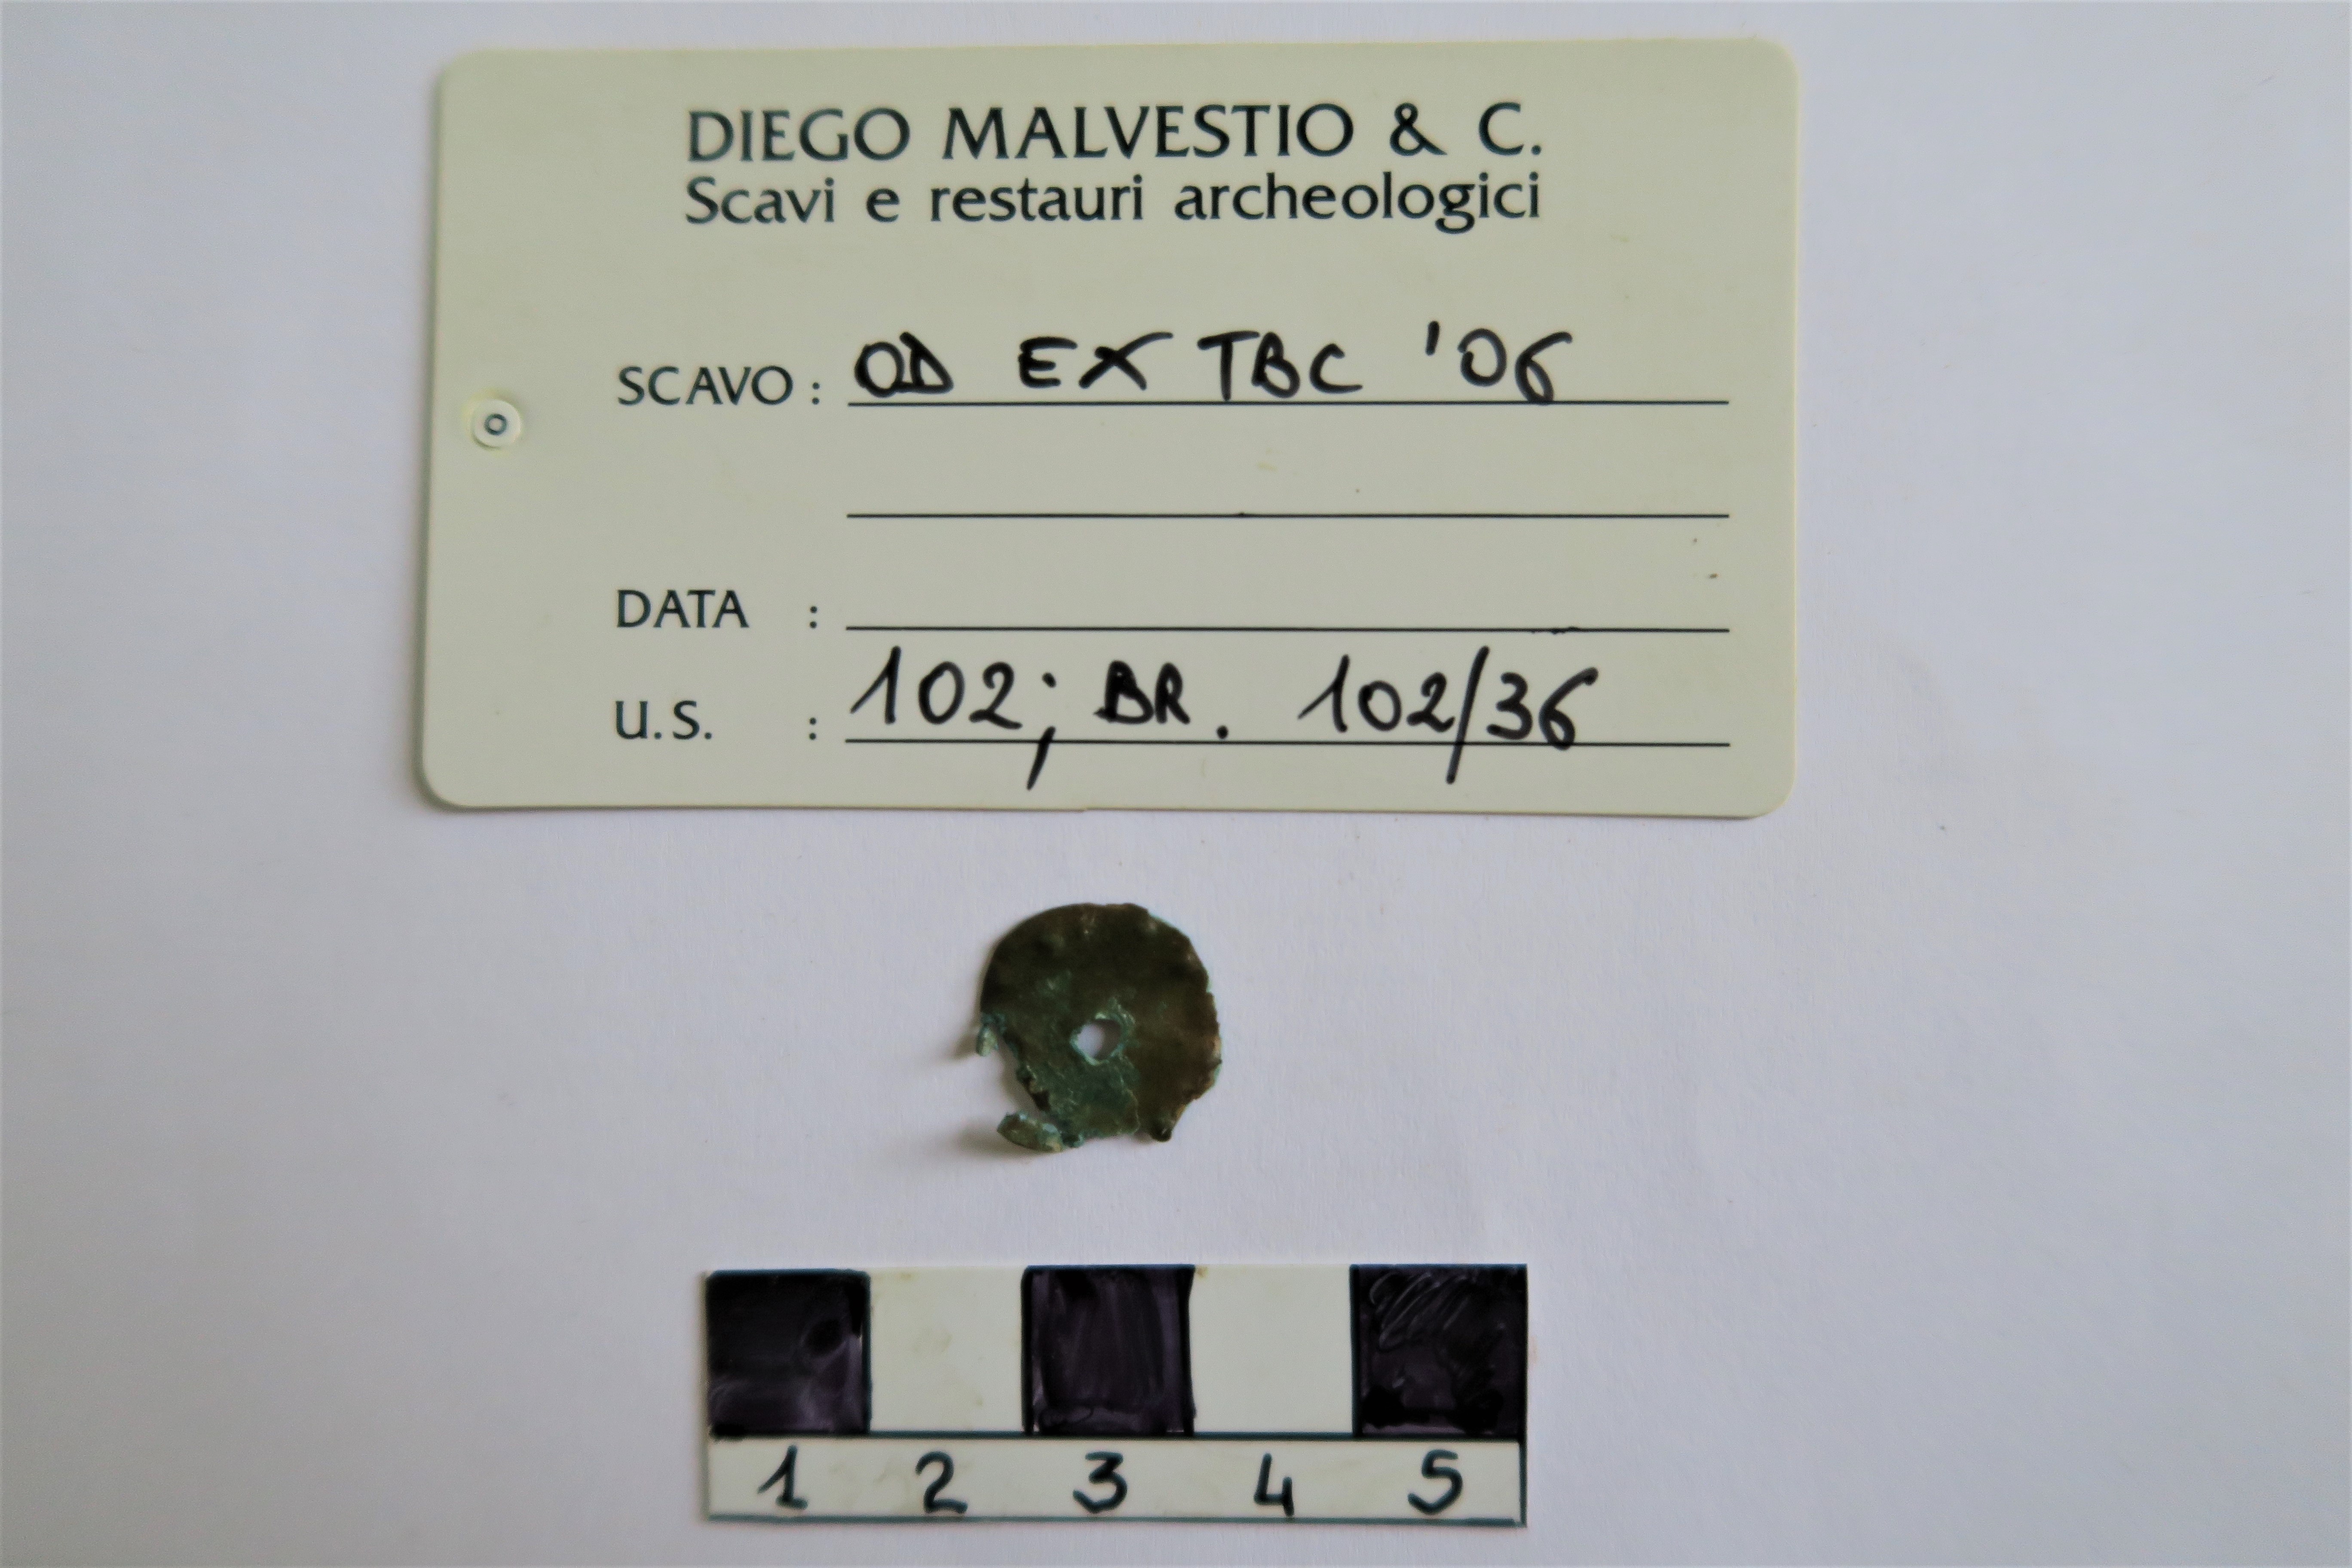 DIEGO MALVESTIO & C.
Scavi e restauri archeologici
SCAVO : OD EX TBC '06
DATA :
U.S. : 102; BR. 102/36
1 2 3 4 5